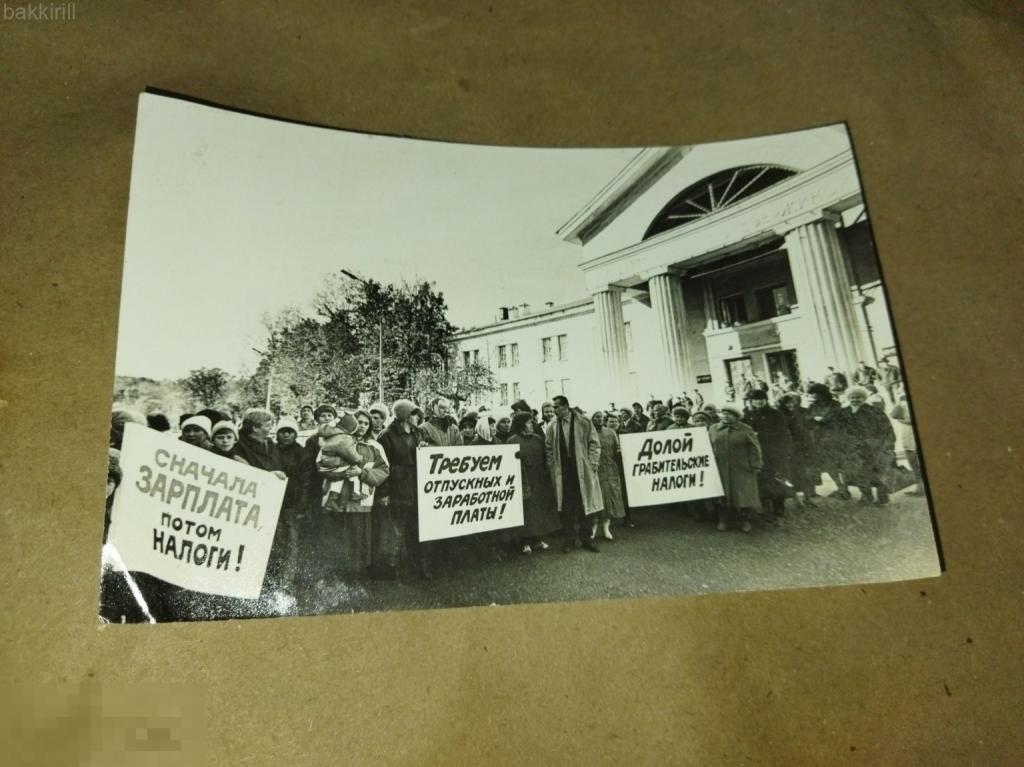 bakkirill
СНАЧАЛА
ЗАРПЛАТА,
ПОТОМ
НАЛОГИ!
ТРЕБУЕМ
ОТПУСКНЫХ И
ЗАРАБОТНОЙ
ПЛАТЫ!
ДОЛОЙ
ГРАБИТЕЛЬСКИЕ
НАЛОГИ!